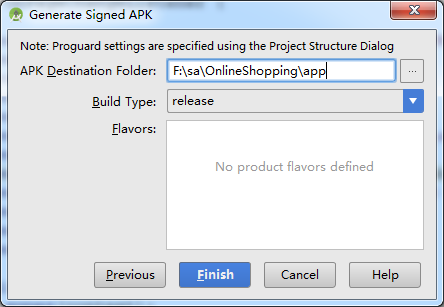 Generate Signed APK
Note: Proguard settings are specified using the Project Structure Dialog
APK Destination Folder: F:\sa\OnlineShopping\app ...
Build Type: release
Flavors:
No product flavors defined
Previous Finish Cancel Help